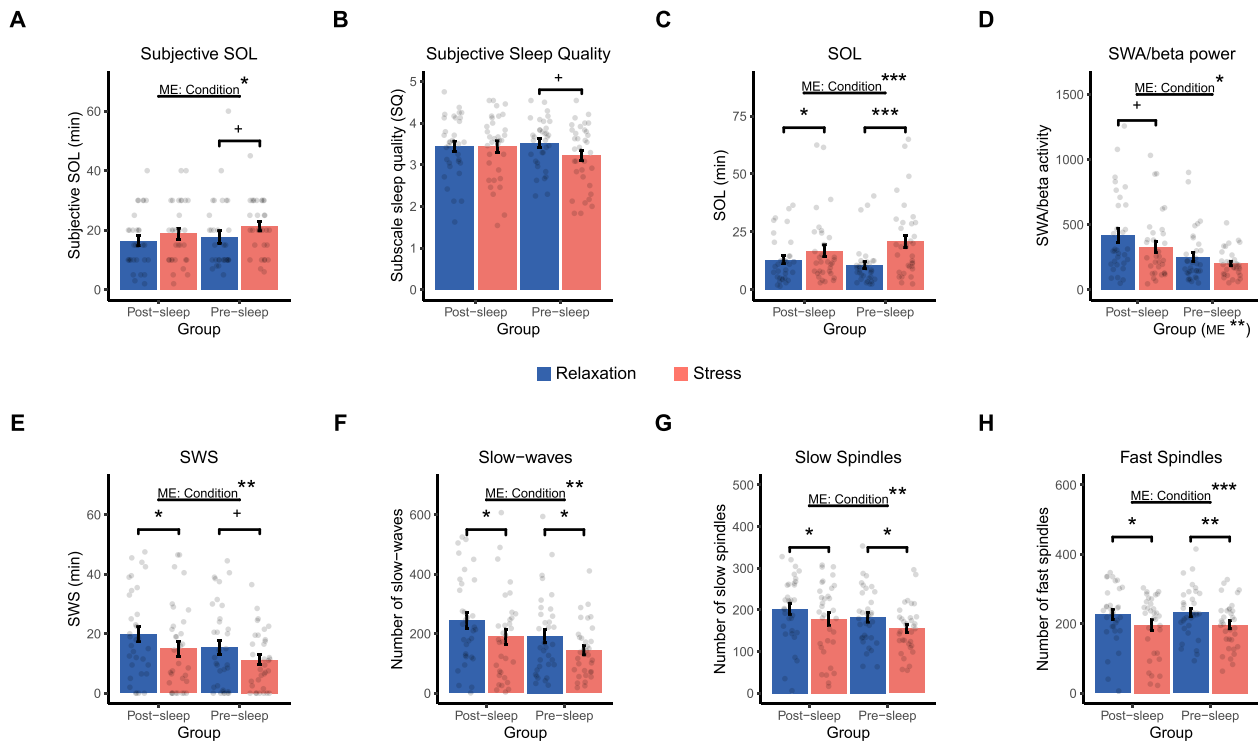 A
Subjective SOL
ME: Condition *
+
Subjective SOL (min)
60
40
20
0
Post-sleep Pre-sleep
Group
B
Subjective Sleep Quality
+
Subscale sleep quality (SQ)
5
4
3
2
1
0
Post-sleep Pre-sleep
Group
C
SOL
ME: Condition ***
* ***
SOL (min)
75
50
25
0
Post-sleep Pre-sleep
Group
D
SWA/beta power
ME: Condition *
+
SWA/beta activity
1500
1000
500
0
Post-sleep Pre-sleep
Group (ME **)
Relaxation Stress
E
SWS
ME: Condition **
* +
SWS (min)
60
40
20
0
Post-sleep Pre-sleep
Group
F
Slow-waves
ME: Condition **
* *
Number of slow-waves
600
400
200
0
Post-sleep Pre-sleep
Group
G
Slow Spindles
ME: Condition **
* *
Number of slow spindles
500
400
300
200
100
0
Post-sleep Pre-sleep
Group
H
Fast Spindles
ME: Condition ***
* **
Number of fast spindles
600
400
200
0
Post-sleep Pre-sleep
Group